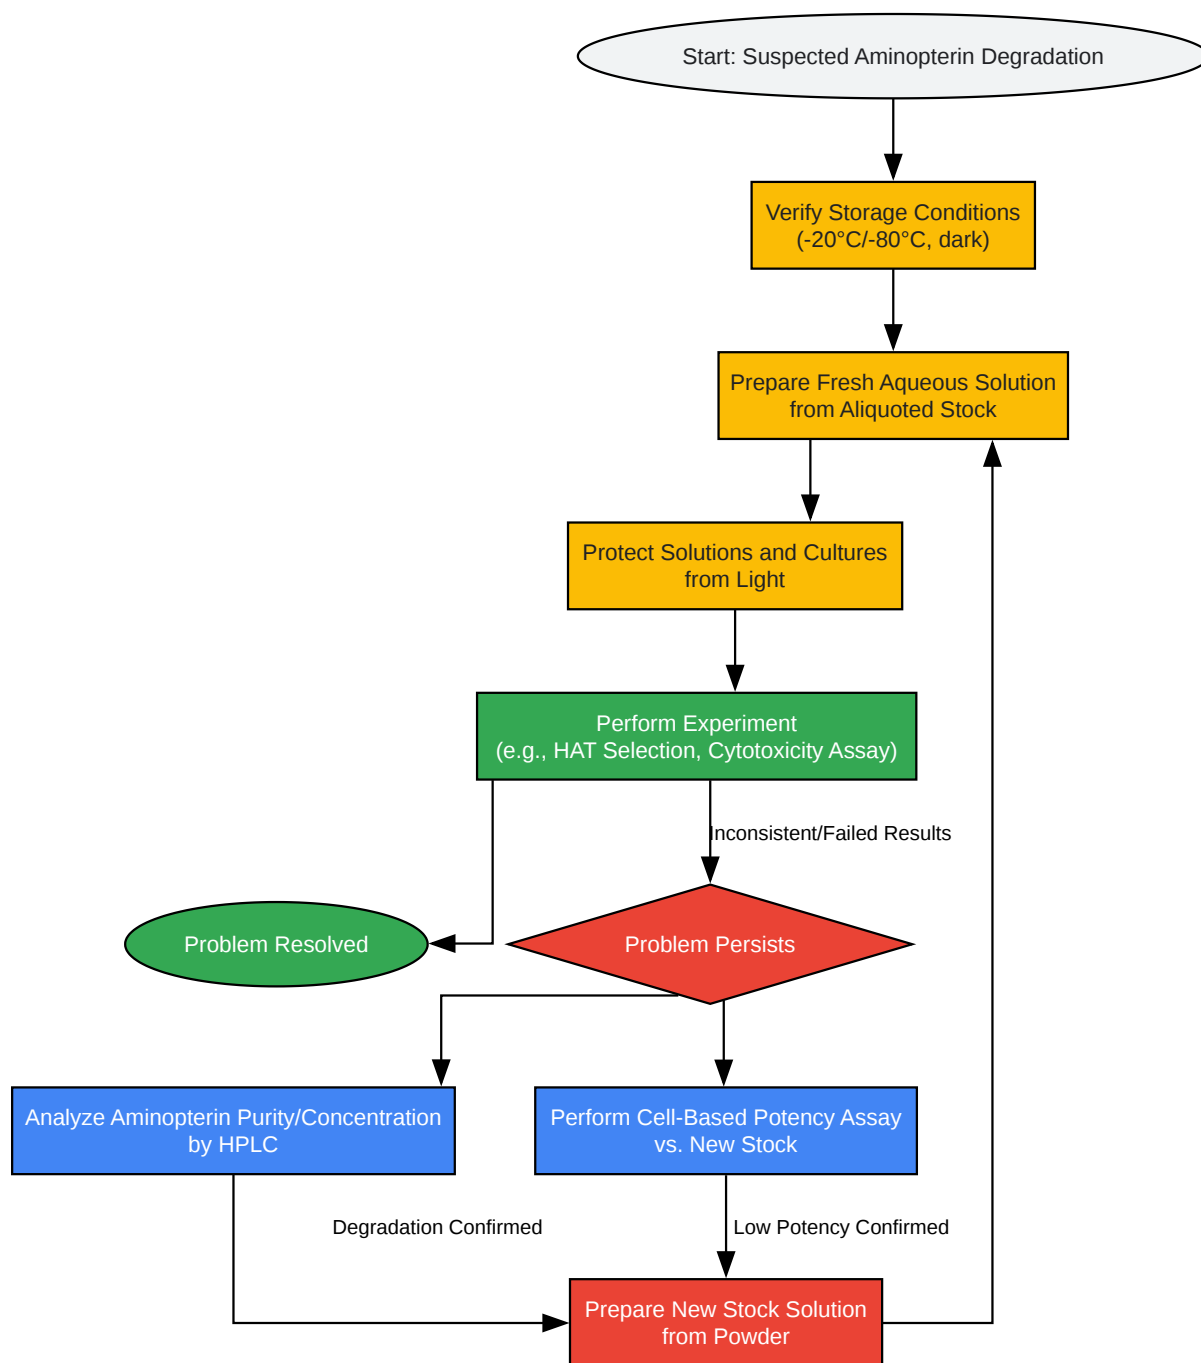 Start: Suspected Aminopterin Degradation
Verify Storage Conditions
(-20°C/-80°C, dark)
Prepare Fresh Aqueous Solution
from Aliquoted Stock
Protect Solutions and Cultures
from Light
Perform Experiment
(e.g., HAT Selection, Cytotoxicity Assay)
Inconsistent/Failed Results
Problem Resolved
Problem Persists
Analyze Aminopterin Purity/Concentration
by HPLC
Perform Cell-Based Potency Assay
vs. New Stock
Degradation Confirmed
Low Potency Confirmed
Prepare New Stock Solution
from Powder